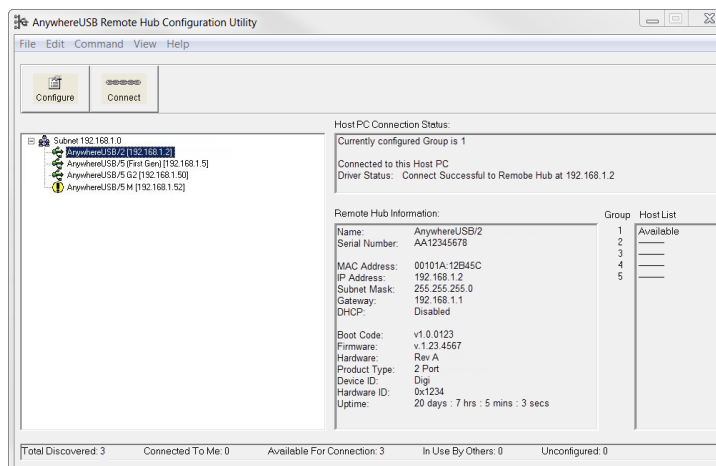 AnywhereUSB Remote Hub Configuration Utility
File Edit Command View Help
Configure
Connect
Subnet 192.168.1.0
AnywhereUSB/2 [192.168.1.2]
AnywhereUSB/5 (First Gen) [192.168.1.5]
AnywhereUSB/5 G2 [192.168.1.50]
AnywhereUSB/5 M [192.168.1.52]
Host PC Connection Status:
Currently configured Group is 1
Connected to this Host PC
Driver Status: Connect Successful to Remobe Hub at 192.168.1.2
Remote Hub Information:
Name: AnywhereUSB/2
Serial Number: AA12345678
MAC Address: 00101A:12B45C
IP Address: 192.168.1.2
Subnet Mask: 255.255.255.0
Gateway: 192.168.1.1
DHCP: Disabled
Boot Code: v1.0.0123
Firmware: v.1.23.4567
Hardware: Rev A
Product Type: 2 Port
Device ID: Digi
Hardware ID: 0x1234
Uptime: 20 days : 7 hrs : 5 mins : 3 secs
Group Host List
1 Available
2 ——
3 ——
4 ——
5 ——
Total Discovered: 3 Connected To Me: 0 Available For Connection: 3 In Use By Others: 0 Unconfigured: 0